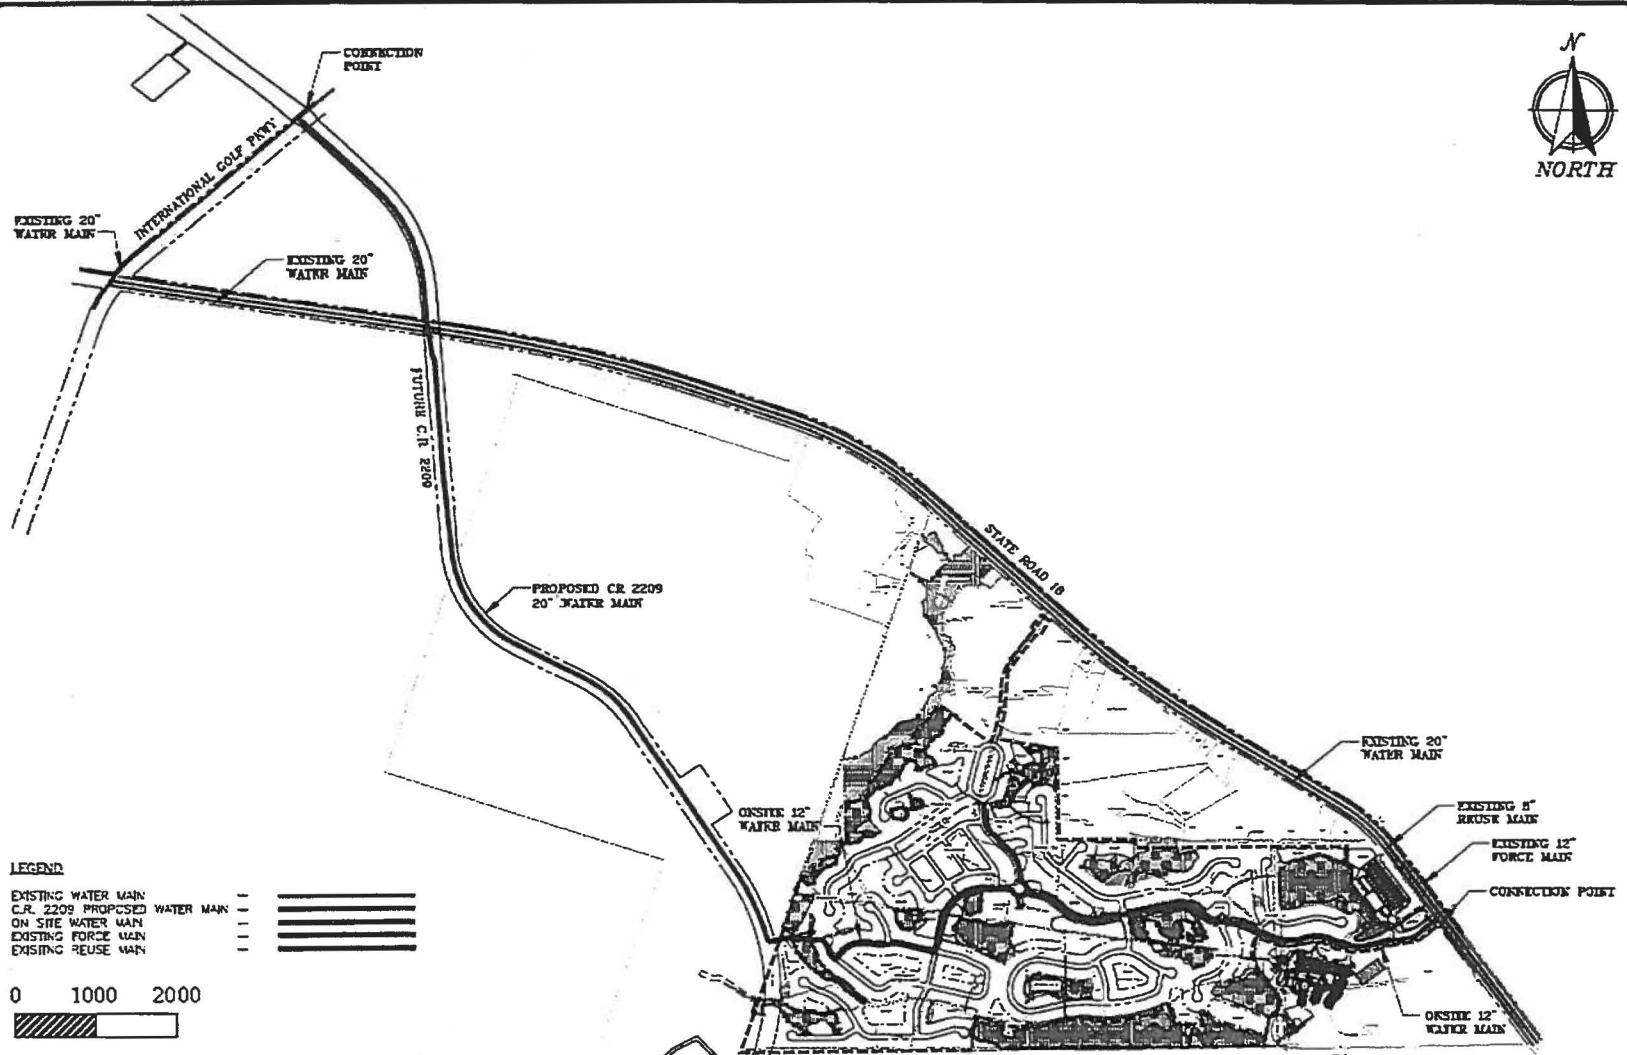 CONNECTION
POINT
N
NORTH
INTERNATIONAL GOLF PKWY
EXISTING 20"
WATER MAIN
EXISTING 20"
WATER MAIN
FUTURE C.R. 2209
STATE ROAD 16
PROPOSED CR 2209
20" WATER MAIN
EXISTING 20"
WATER MAIN
ONSITE 12"
WATER MAIN
EXISTING 8"
REUSE MAIN
EXISTING 12"
FORCE MAIN
CONNECTION POINT
ONSITE 12"
WATER MAIN
LEGEND
EXISTING WATER MAIN -
C.R. 2209 PROPOSED WATER MAIN -
ON SITE WATER MAIN -
EXISTING FORCE MAIN -
EXISTING REUSE MAIN -
0 1000 2000